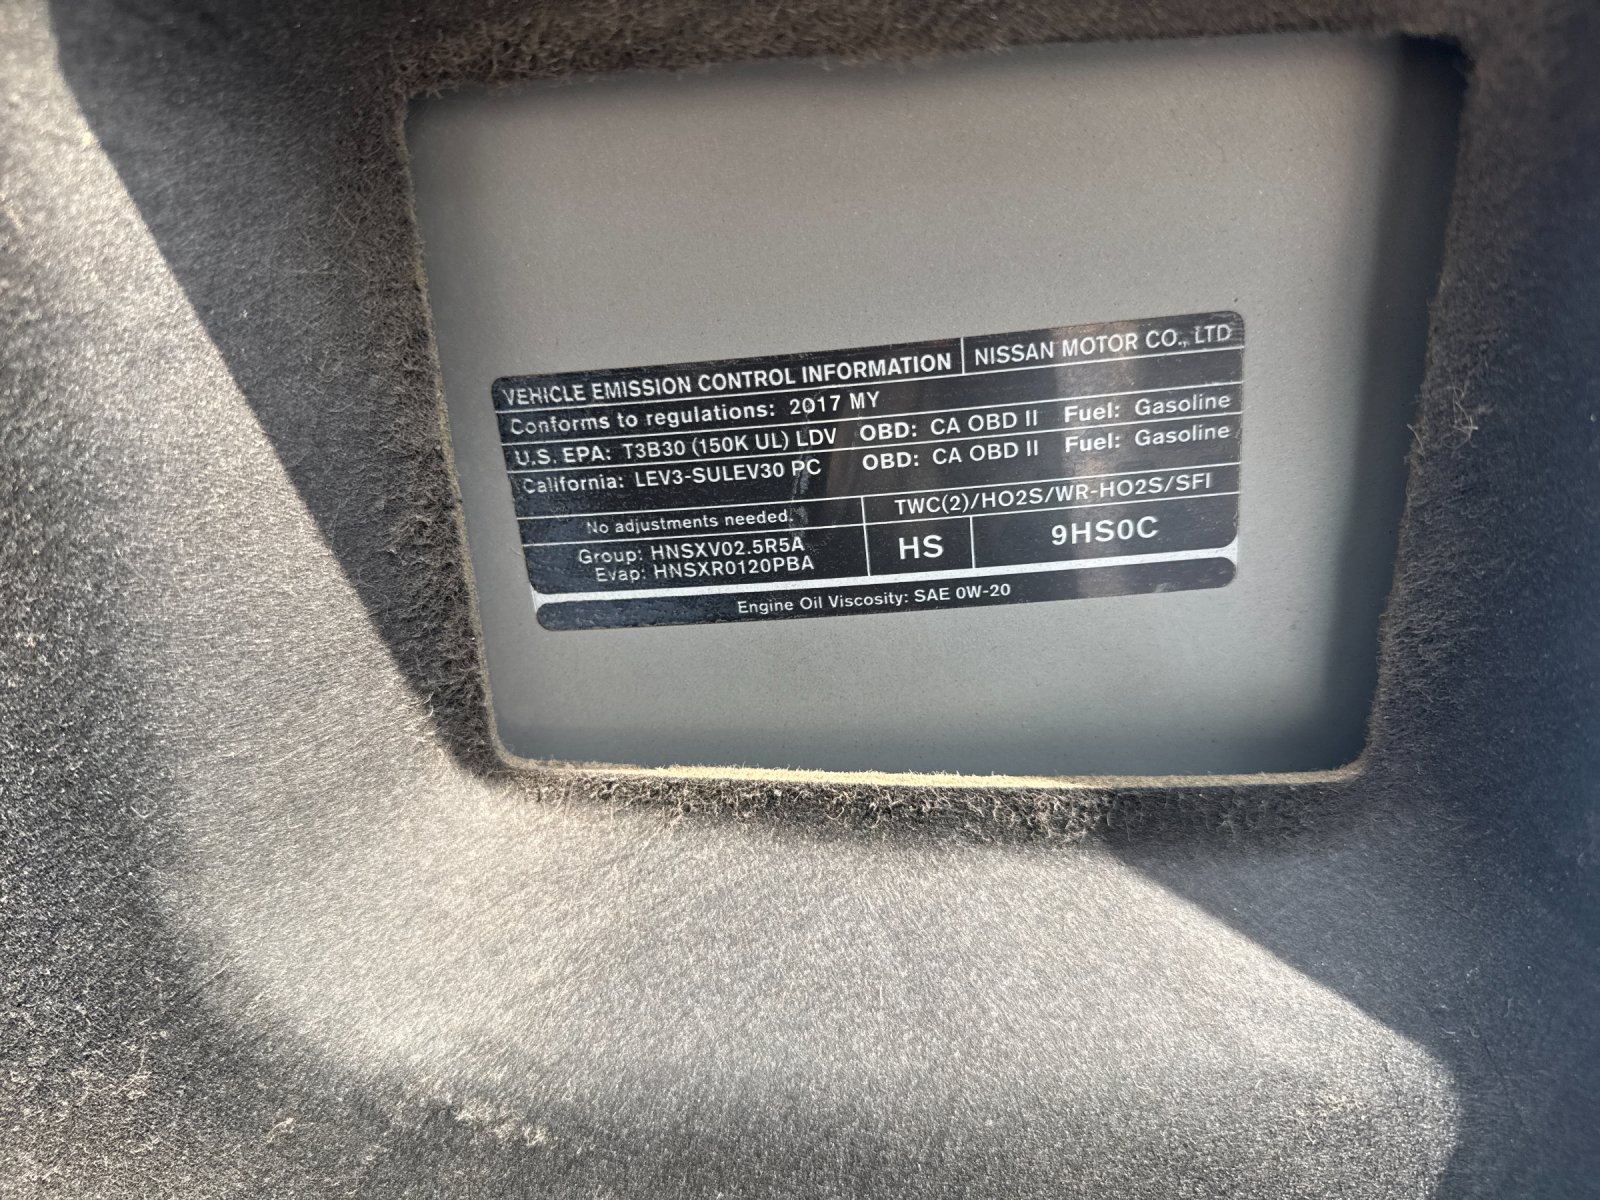 VEHICLE EMISSION CONTROL INFORMATION NISSAN MOTOR CO., LTD
Conforms to regulations: 2017 MY
U.S. EPA: T3B30 (150K UL) LDV OBD: CA OBD II Fuel: Gasoline
California: LEV3-SULEV30 PC OBD: CA OBD II Fuel: Gasoline
No adjustments needed. TWC(2)/HO2S/WR-HO2S/SFI
Group: HNSXV02.5R5A HS 9HS0C
Evap: HNSXR0120PBA
Engine Oil Viscosity: SAE 0W-20